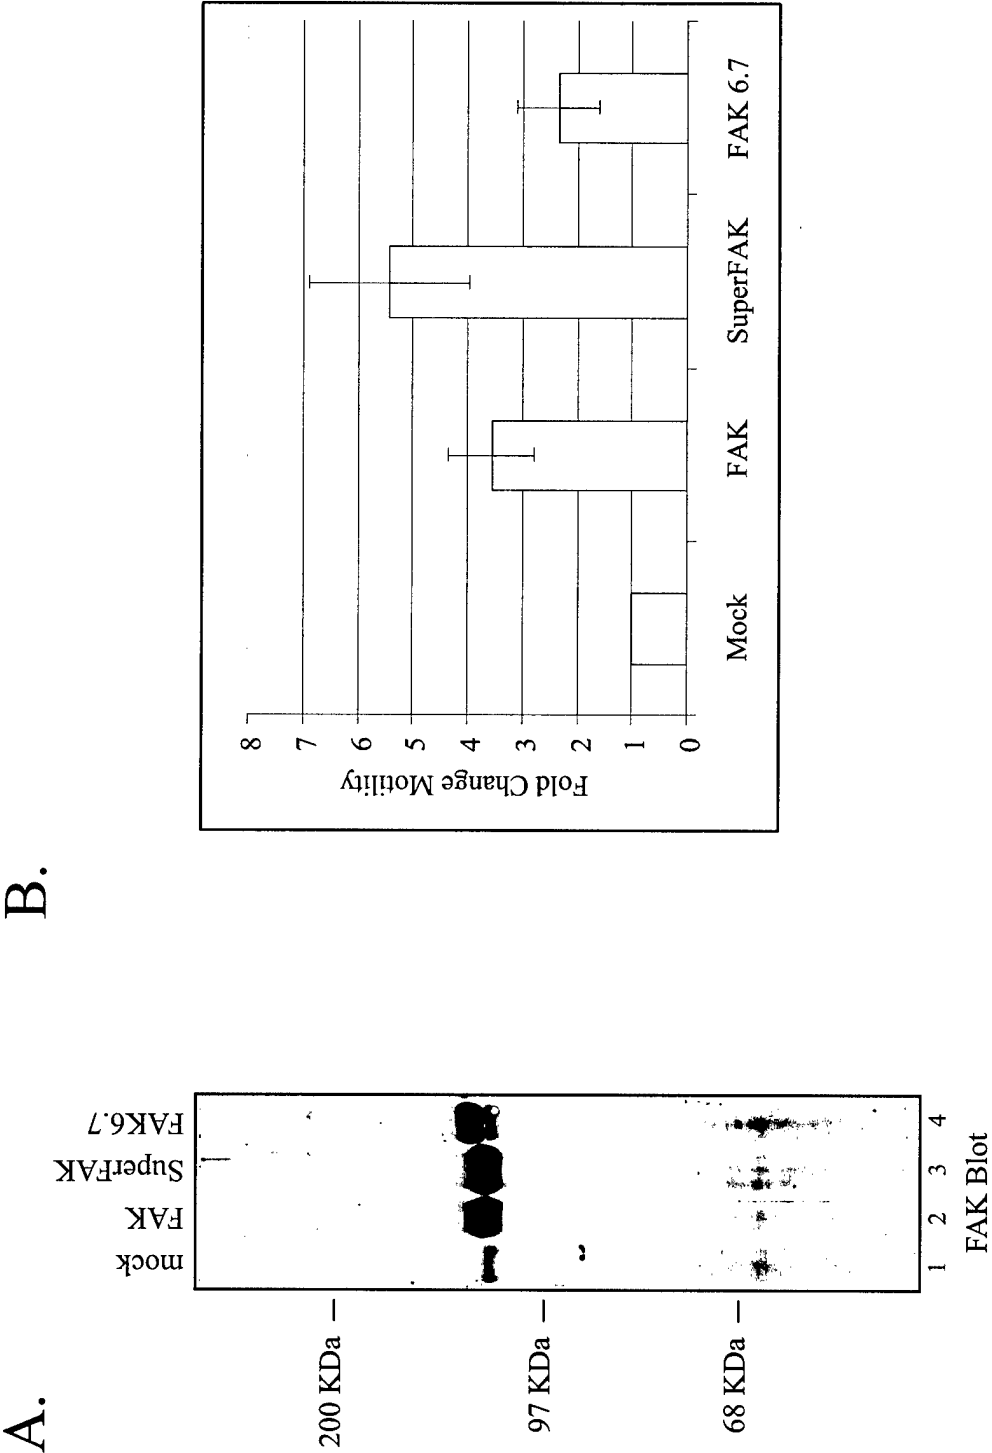 A.
mock
FAK
SuperFAK
FAK6.7
200 KDa
97 KDa
68 KDa
1 2 3 4
FAK Blot
B.
Fold Change Motility
8
7
6
5
4
3
2
1
0
Mock FAK SuperFAK FAK 6.7